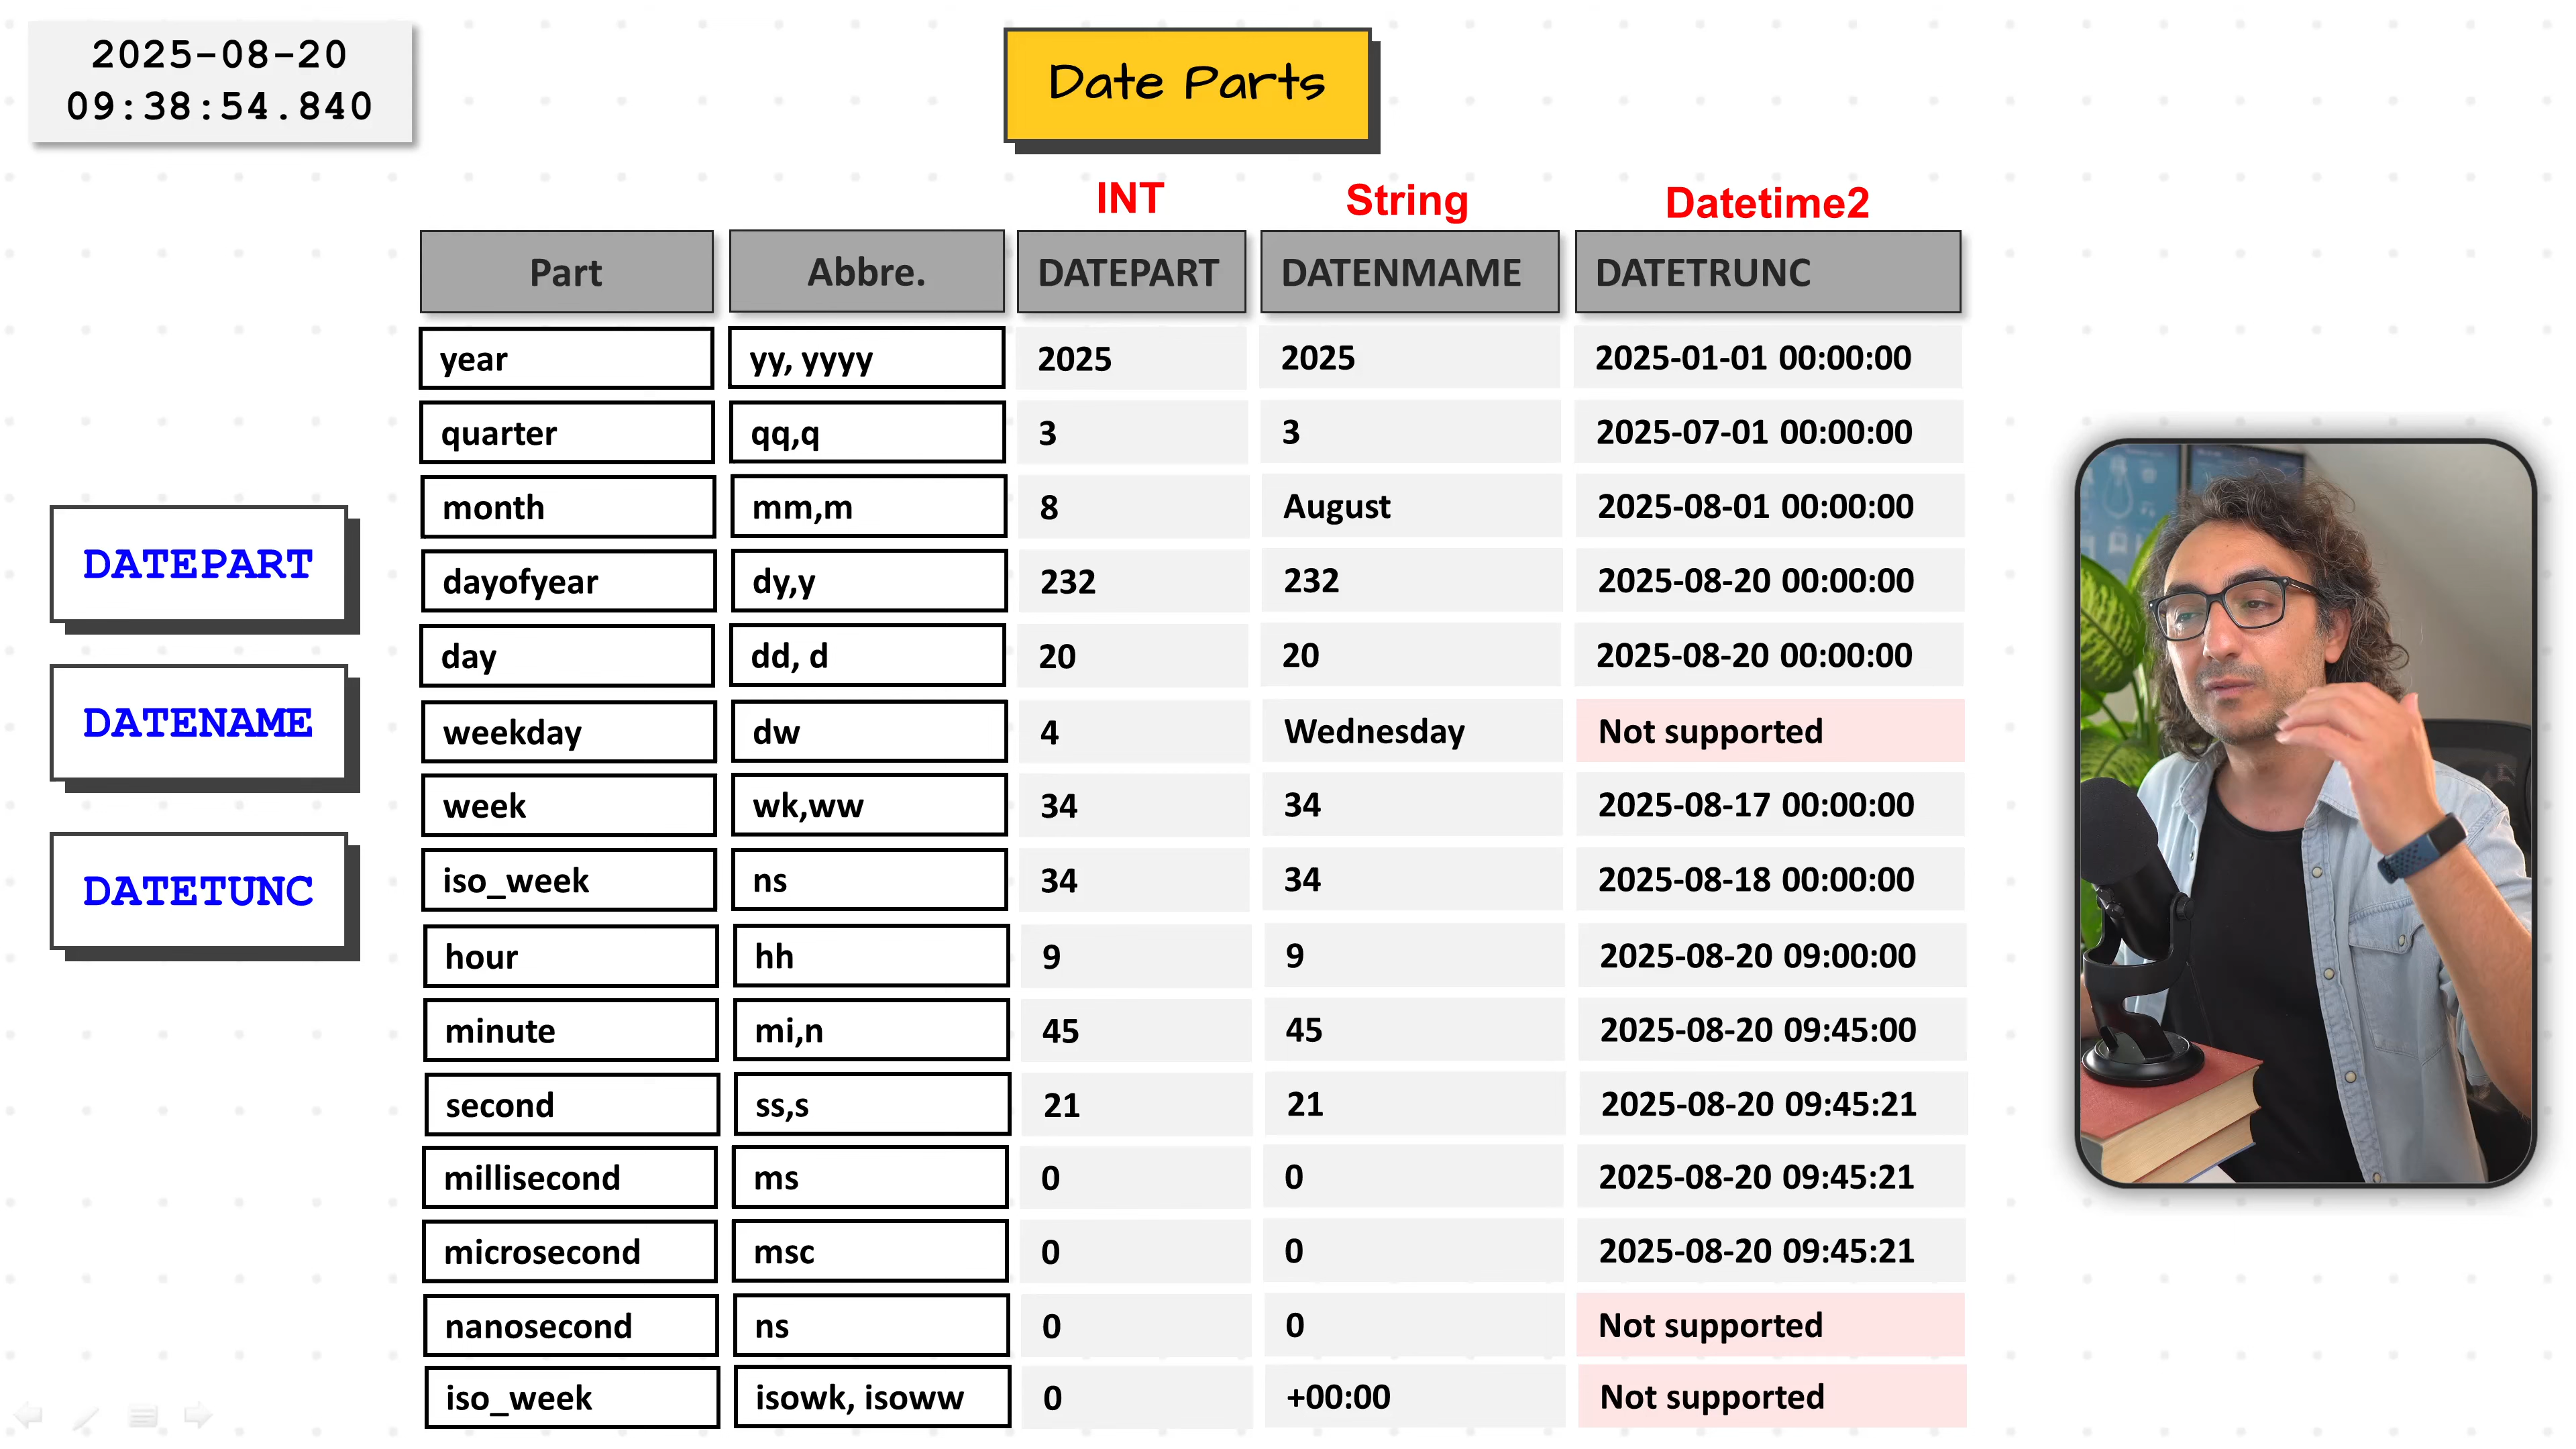 2025-08-20
09:38:54.840
Date Parts
INT String Datetime2
Part Abbre. DATEPART DATENMAME DATETRUNC
year yy, yyyy 2025 2025 2025-01-01 00:00:00
quarter qq,q 3 3 2025-07-01 00:00:00
month mm,m 8 August 2025-08-01 00:00:00
dayofyear dy,y 232 232 2025-08-20 00:00:00
day dd, d 20 20 2025-08-20 00:00:00
weekday dw 4 Wednesday Not supported
week wk,ww 34 34 2025-08-17 00:00:00
iso_week ns 34 34 2025-08-18 00:00:00
hour hh 9 9 2025-08-20 09:00:00
minute mi,n 45 45 2025-08-20 09:45:00
second ss,s 21 21 2025-08-20 09:45:21
millisecond ms 0 0 2025-08-20 09:45:21
microsecond msc 0 0 2025-08-20 09:45:21
nanosecond ns 0 0 Not supported
iso_week isowk, isoww 0 +00:00 Not supported
DATEPART
DATENAME
DATETUNC